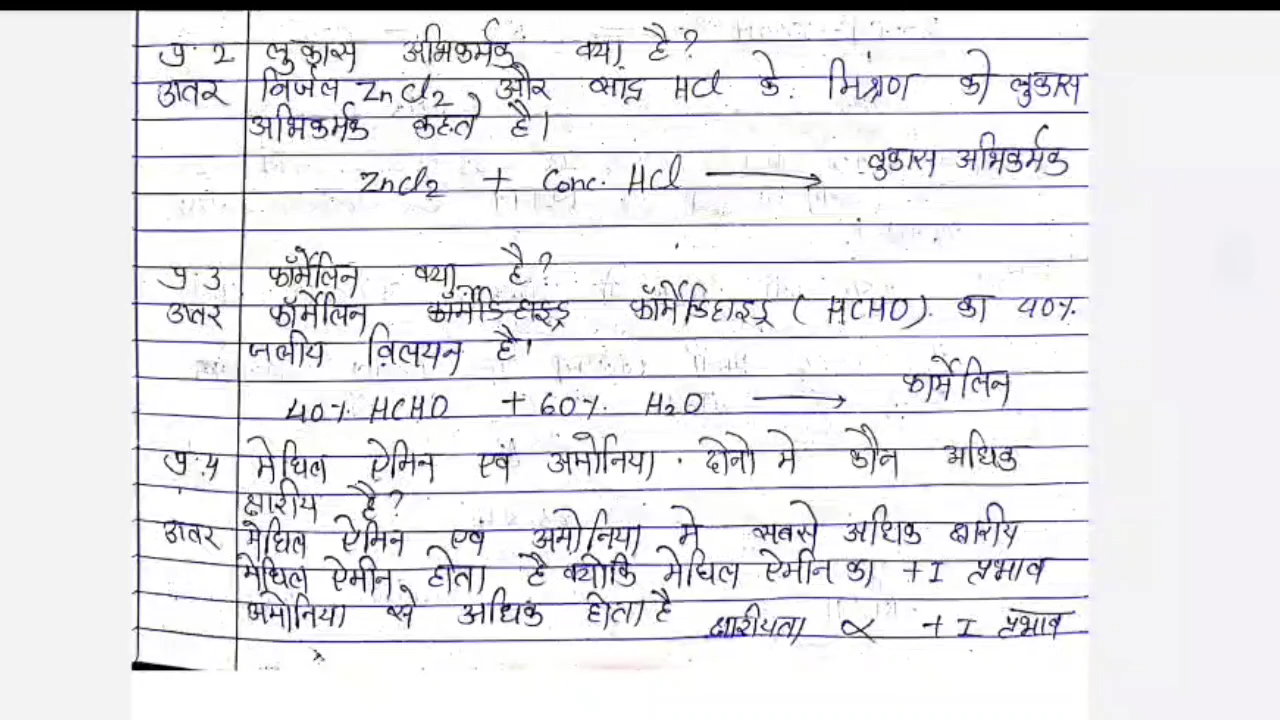 प्र.2 लुकास अभिकर्मक क्या है?
उत्तर निर्जल ZnCl₂ और सांद्र HCl के मिश्रण को लुकास
अभिकर्मक कहते है।
ZnCl₂ + Conc. HCl ⟶ लुकास अभिकर्मक
प्र.3 फॉर्मेलिन क्या है?
उत्तर फॉर्मेलिन फॉर्मेडिहाइड्र (HCHO) का 40%
जलीय विलयन है।
40% HCHO + 60% H₂O ⟶ फार्मेलिन
प्र.4 मेथिल ऐमिन एवं अमोनिया. दोनो मे कौन अधिक
क्षारीय है?
उत्तर मेथिल ऐमिन एवं अमोनिया मे सबसे अधिक क्षारीय
मेथिल ऐमीन होता है क्योकि मेथिल ऐमीन का +I प्रभाव
अमोनिया से अधिक होता है
क्षारीयता ∝ +I प्रभाव